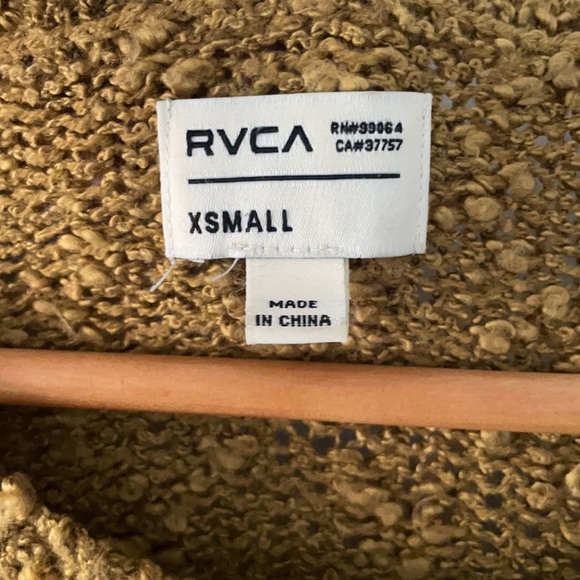 RVCA
RN#99064
CA#37757
XSMALL
MADE
IN CHINA